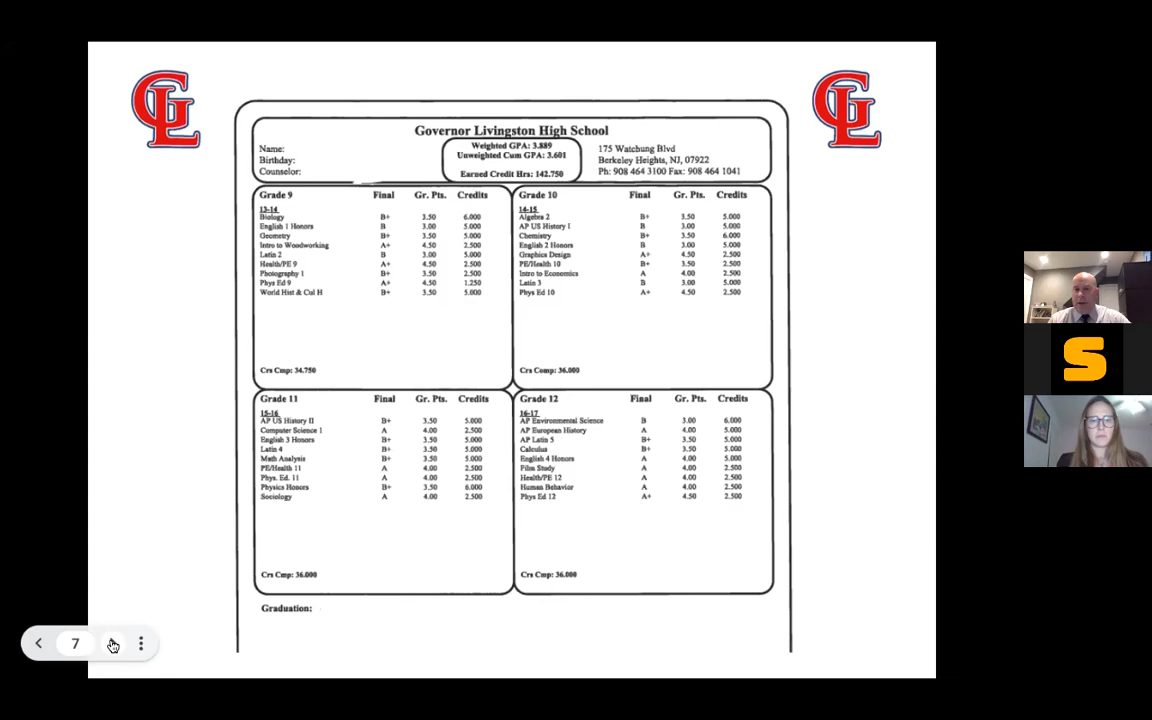 GL
GL
Governor Livingston High School
Weighted GPA: 3.889
Unweighted Cum GPA: 3.601
Earned Credit Hrs: 142.750
Name:
Birthday:
Counselor:
175 Watchung Blvd
Berkeley Heights, NJ, 07922
Ph: 908 464 3100 Fax: 908 464 1041
Grade 9 Final Gr. Pts. Credits
13-14
Biology B+ 3.50 6.000
English 1 Honors B 3.00 5.000
Geometry B+ 3.50 5.000
Intro to Woodworking A+ 4.50 2.500
Latin 2 B 3.00 5.000
Health/PE 9 A+ 4.50 2.500
Photography 1 B+ 3.50 2.500
Phys Ed 9 A+ 4.50 1.250
World Hist & Cul H B+ 3.50 5.000
Crs Cmp: 34.750
Grade 10 Final Gr. Pts. Credits
14-15
Algebra 2 B+ 3.50 5.000
AP US History I B 3.00 5.000
Chemistry B+ 3.50 6.000
English 2 Honors B 3.00 5.000
Graphics Design A+ 4.50 2.500
PE/Health 10 B+ 3.50 2.500
Intro to Economics A 4.00 2.500
Latin 3 B 3.00 5.000
Phys Ed 10 A+ 4.50 2.500
Crs Comp: 36.000
Grade 11 Final Gr. Pts. Credits
15-16
AP US History II B+ 3.50 5.000
Computer Science 1 A 4.00 2.500
English 3 Honors B+ 3.50 5.000
Latin 4 B+ 3.50 5.000
Math Analysis B+ 3.50 5.000
PE/Health 11 A 4.00 2.500
Phys. Ed. 11 A 4.00 2.500
Physics Honors B+ 3.50 6.000
Sociology A 4.00 2.500
Crs Cmp: 36.000
Grade 12 Final Gr. Pts. Credits
16-17
AP Environmental Science B 3.00 6.000
AP European History A 4.00 5.000
AP Latin 5 B+ 3.50 5.000
Calculus B+ 3.50 5.000
English 4 Honors A 4.00 5.000
Film Study A 4.00 2.500
Health/PE 12 A 4.00 2.500
Human Behavior A 4.00 2.500
Phys Ed 12 A+ 4.50 2.500
Crs Cmp: 36.000
Graduation:
7
S